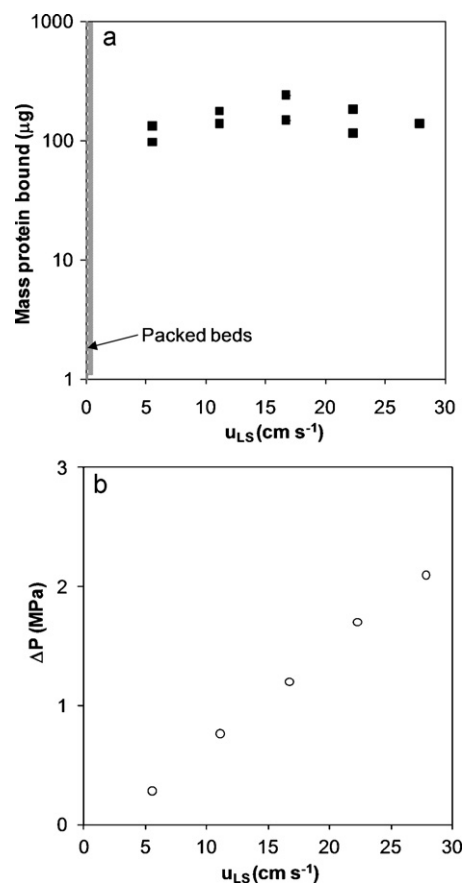 a
1000
100
10
1
Mass protein bound (μg)
Packed beds
0 5 10 15 20 25 30
uLS (cm s-1)
b
3
2
1
0
ΔP (MPa)
0 5 10 15 20 25 30
uLS (cm s-1)